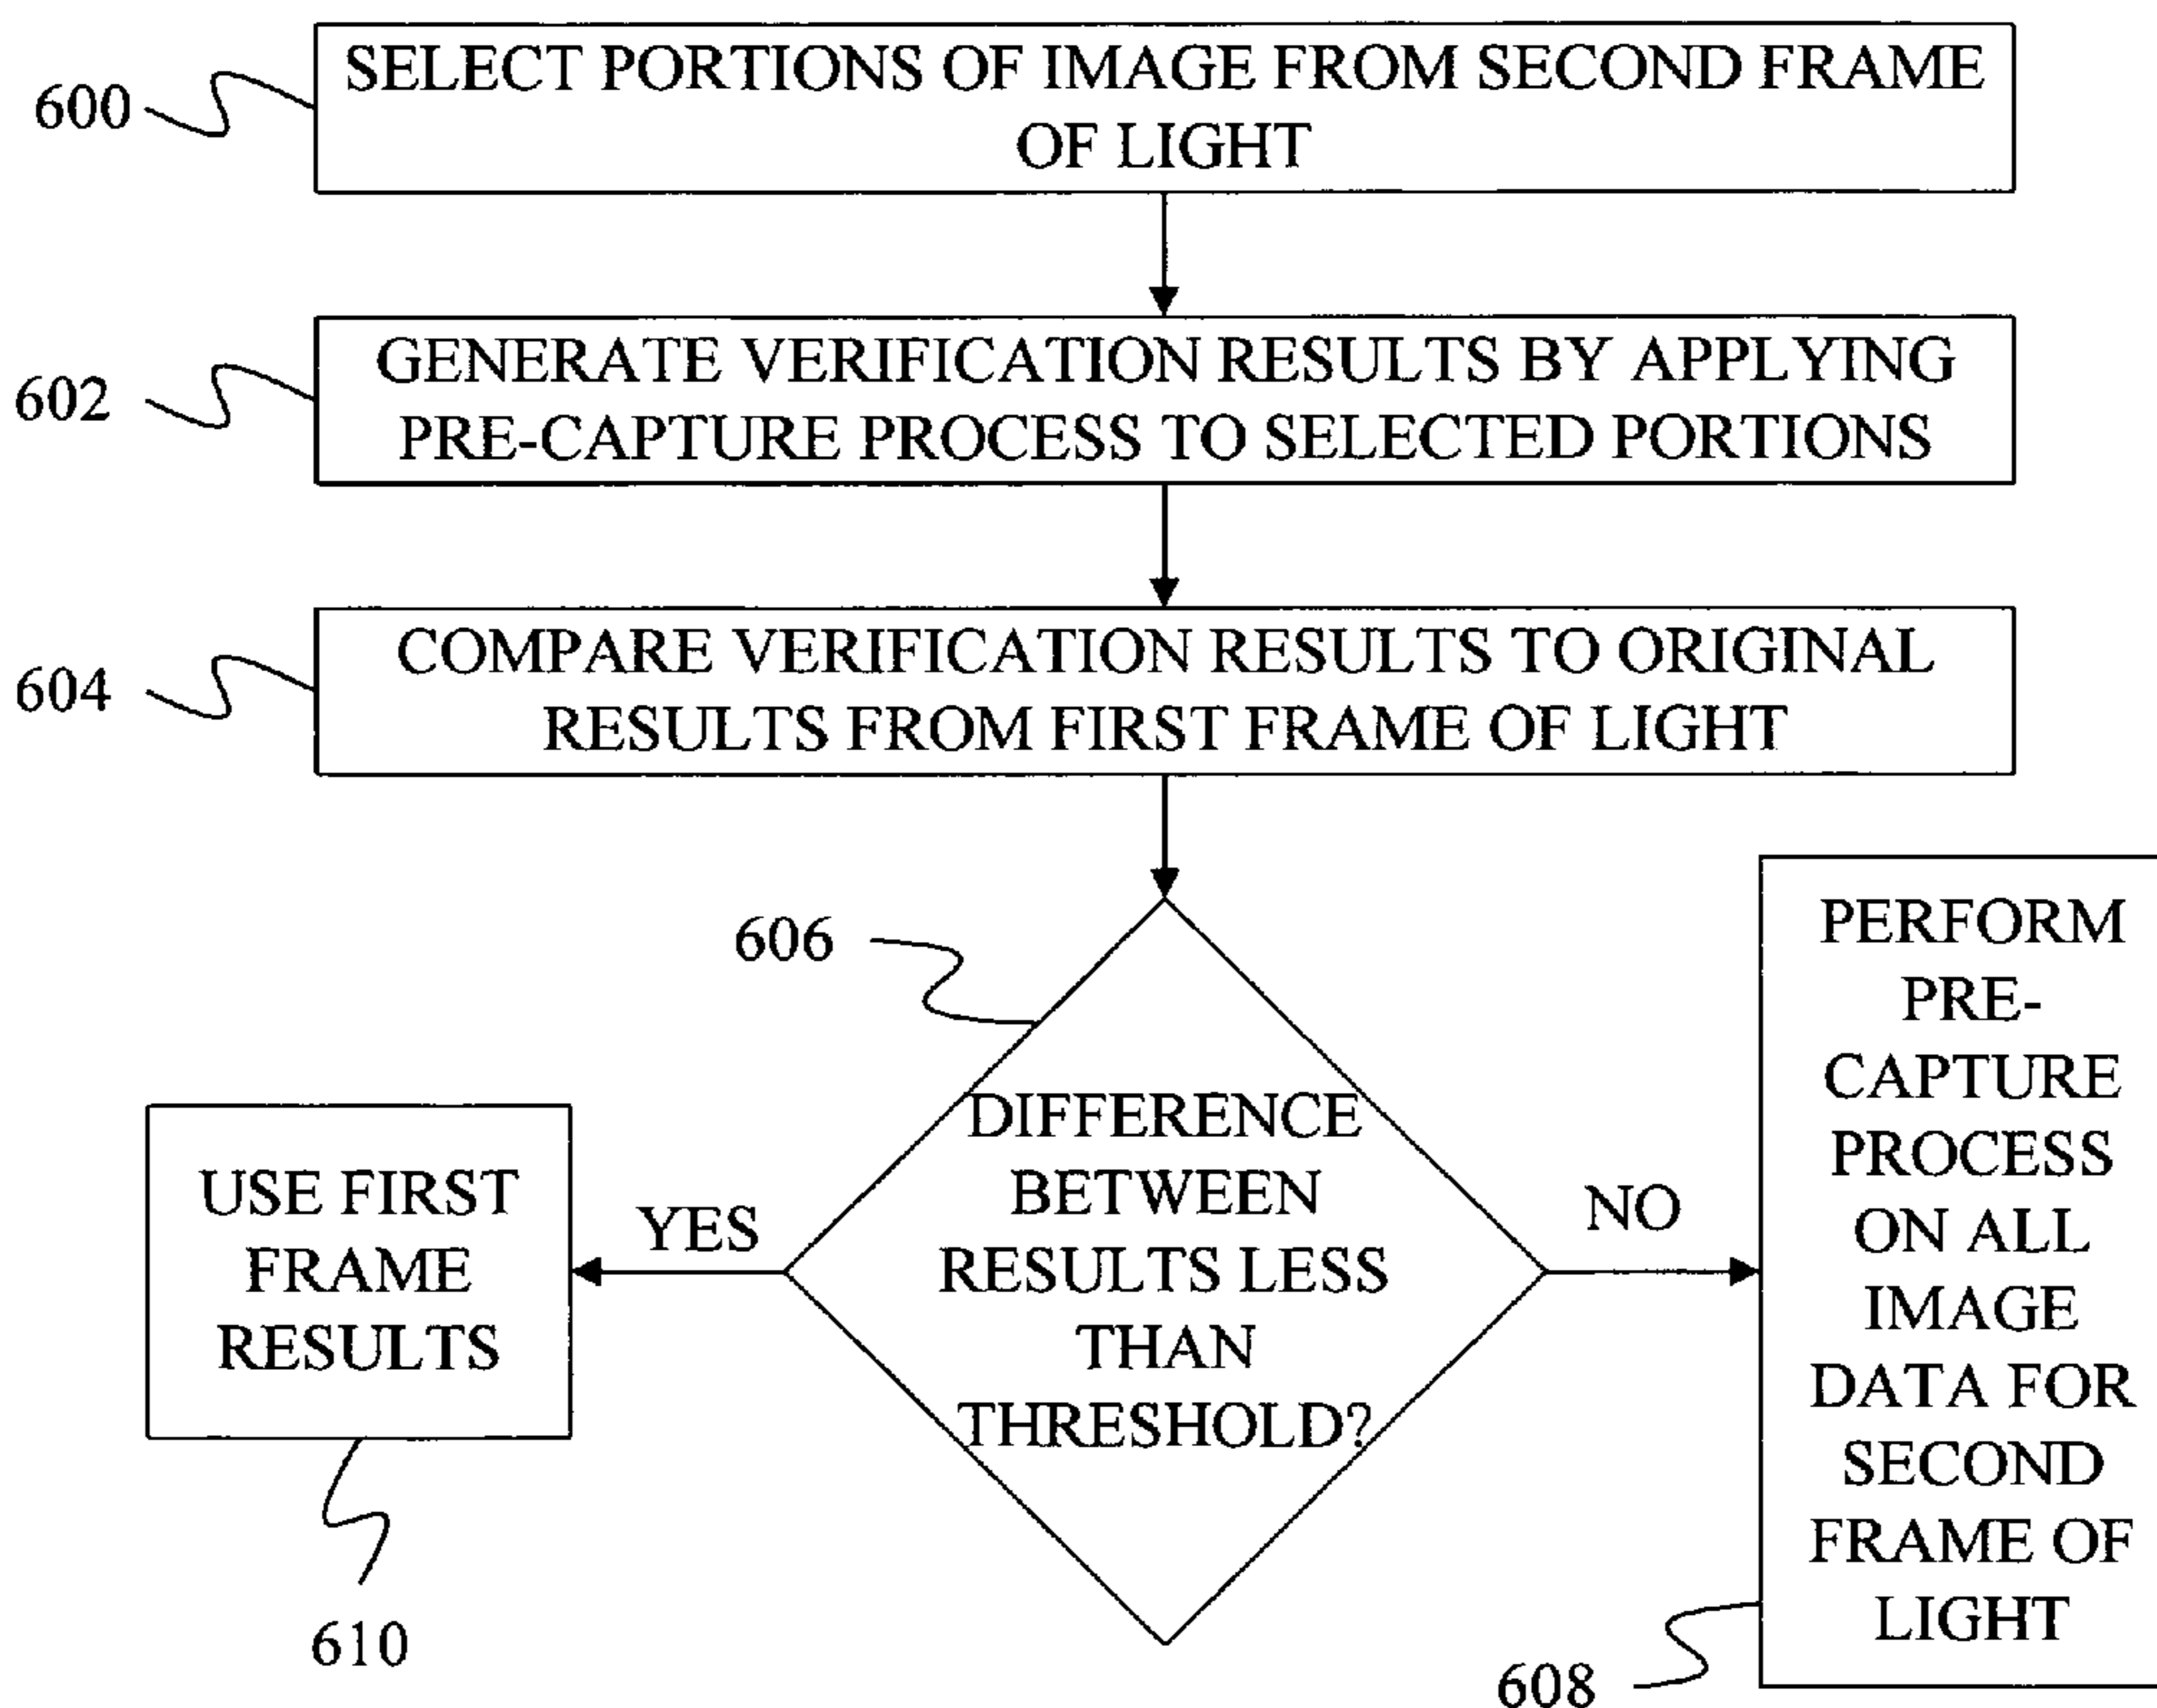 600
SELECT PORTIONS OF IMAGE FROM SECOND FRAME
OF LIGHT
602
GENERATE VERIFICATION RESULTS BY APPLYING
PRE-CAPTURE PROCESS TO SELECTED PORTIONS
604
COMPARE VERIFICATION RESULTS TO ORIGINAL
RESULTS FROM FIRST FRAME OF LIGHT
606
DIFFERENCE
BETWEEN
RESULTS LESS
THAN
THRESHOLD?
YES
USE FIRST
FRAME
RESULTS
610
NO
PERFORM
PRE-
CAPTURE
PROCESS
ON ALL
IMAGE
DATA FOR
SECOND
FRAME OF
LIGHT
608